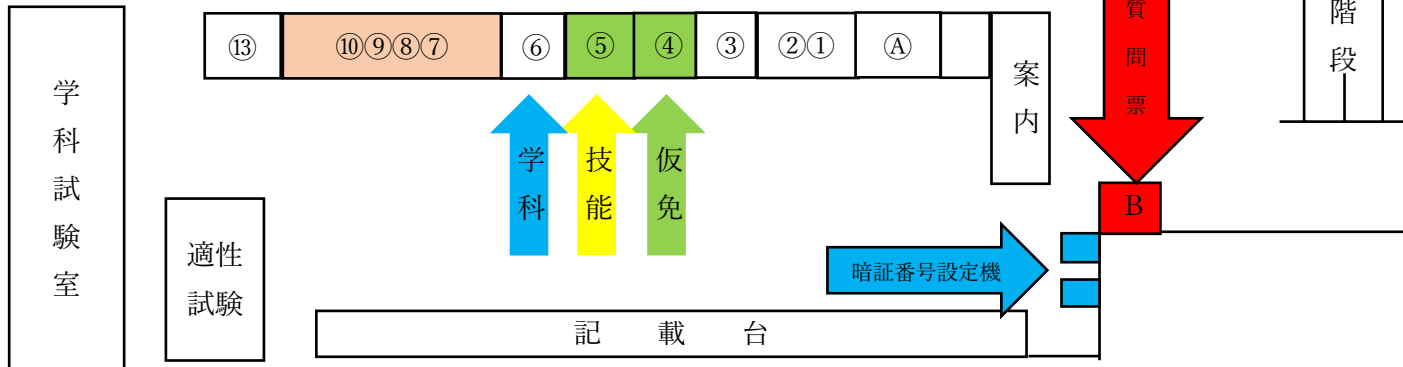 学科試験室
適性
試験
⑬
⑩⑨⑧⑦
⑥
⑤
④
③
②①
Ⓐ
案内
学科
技能
仮免
質問票
階段
B
暗証番号設定機
記載台